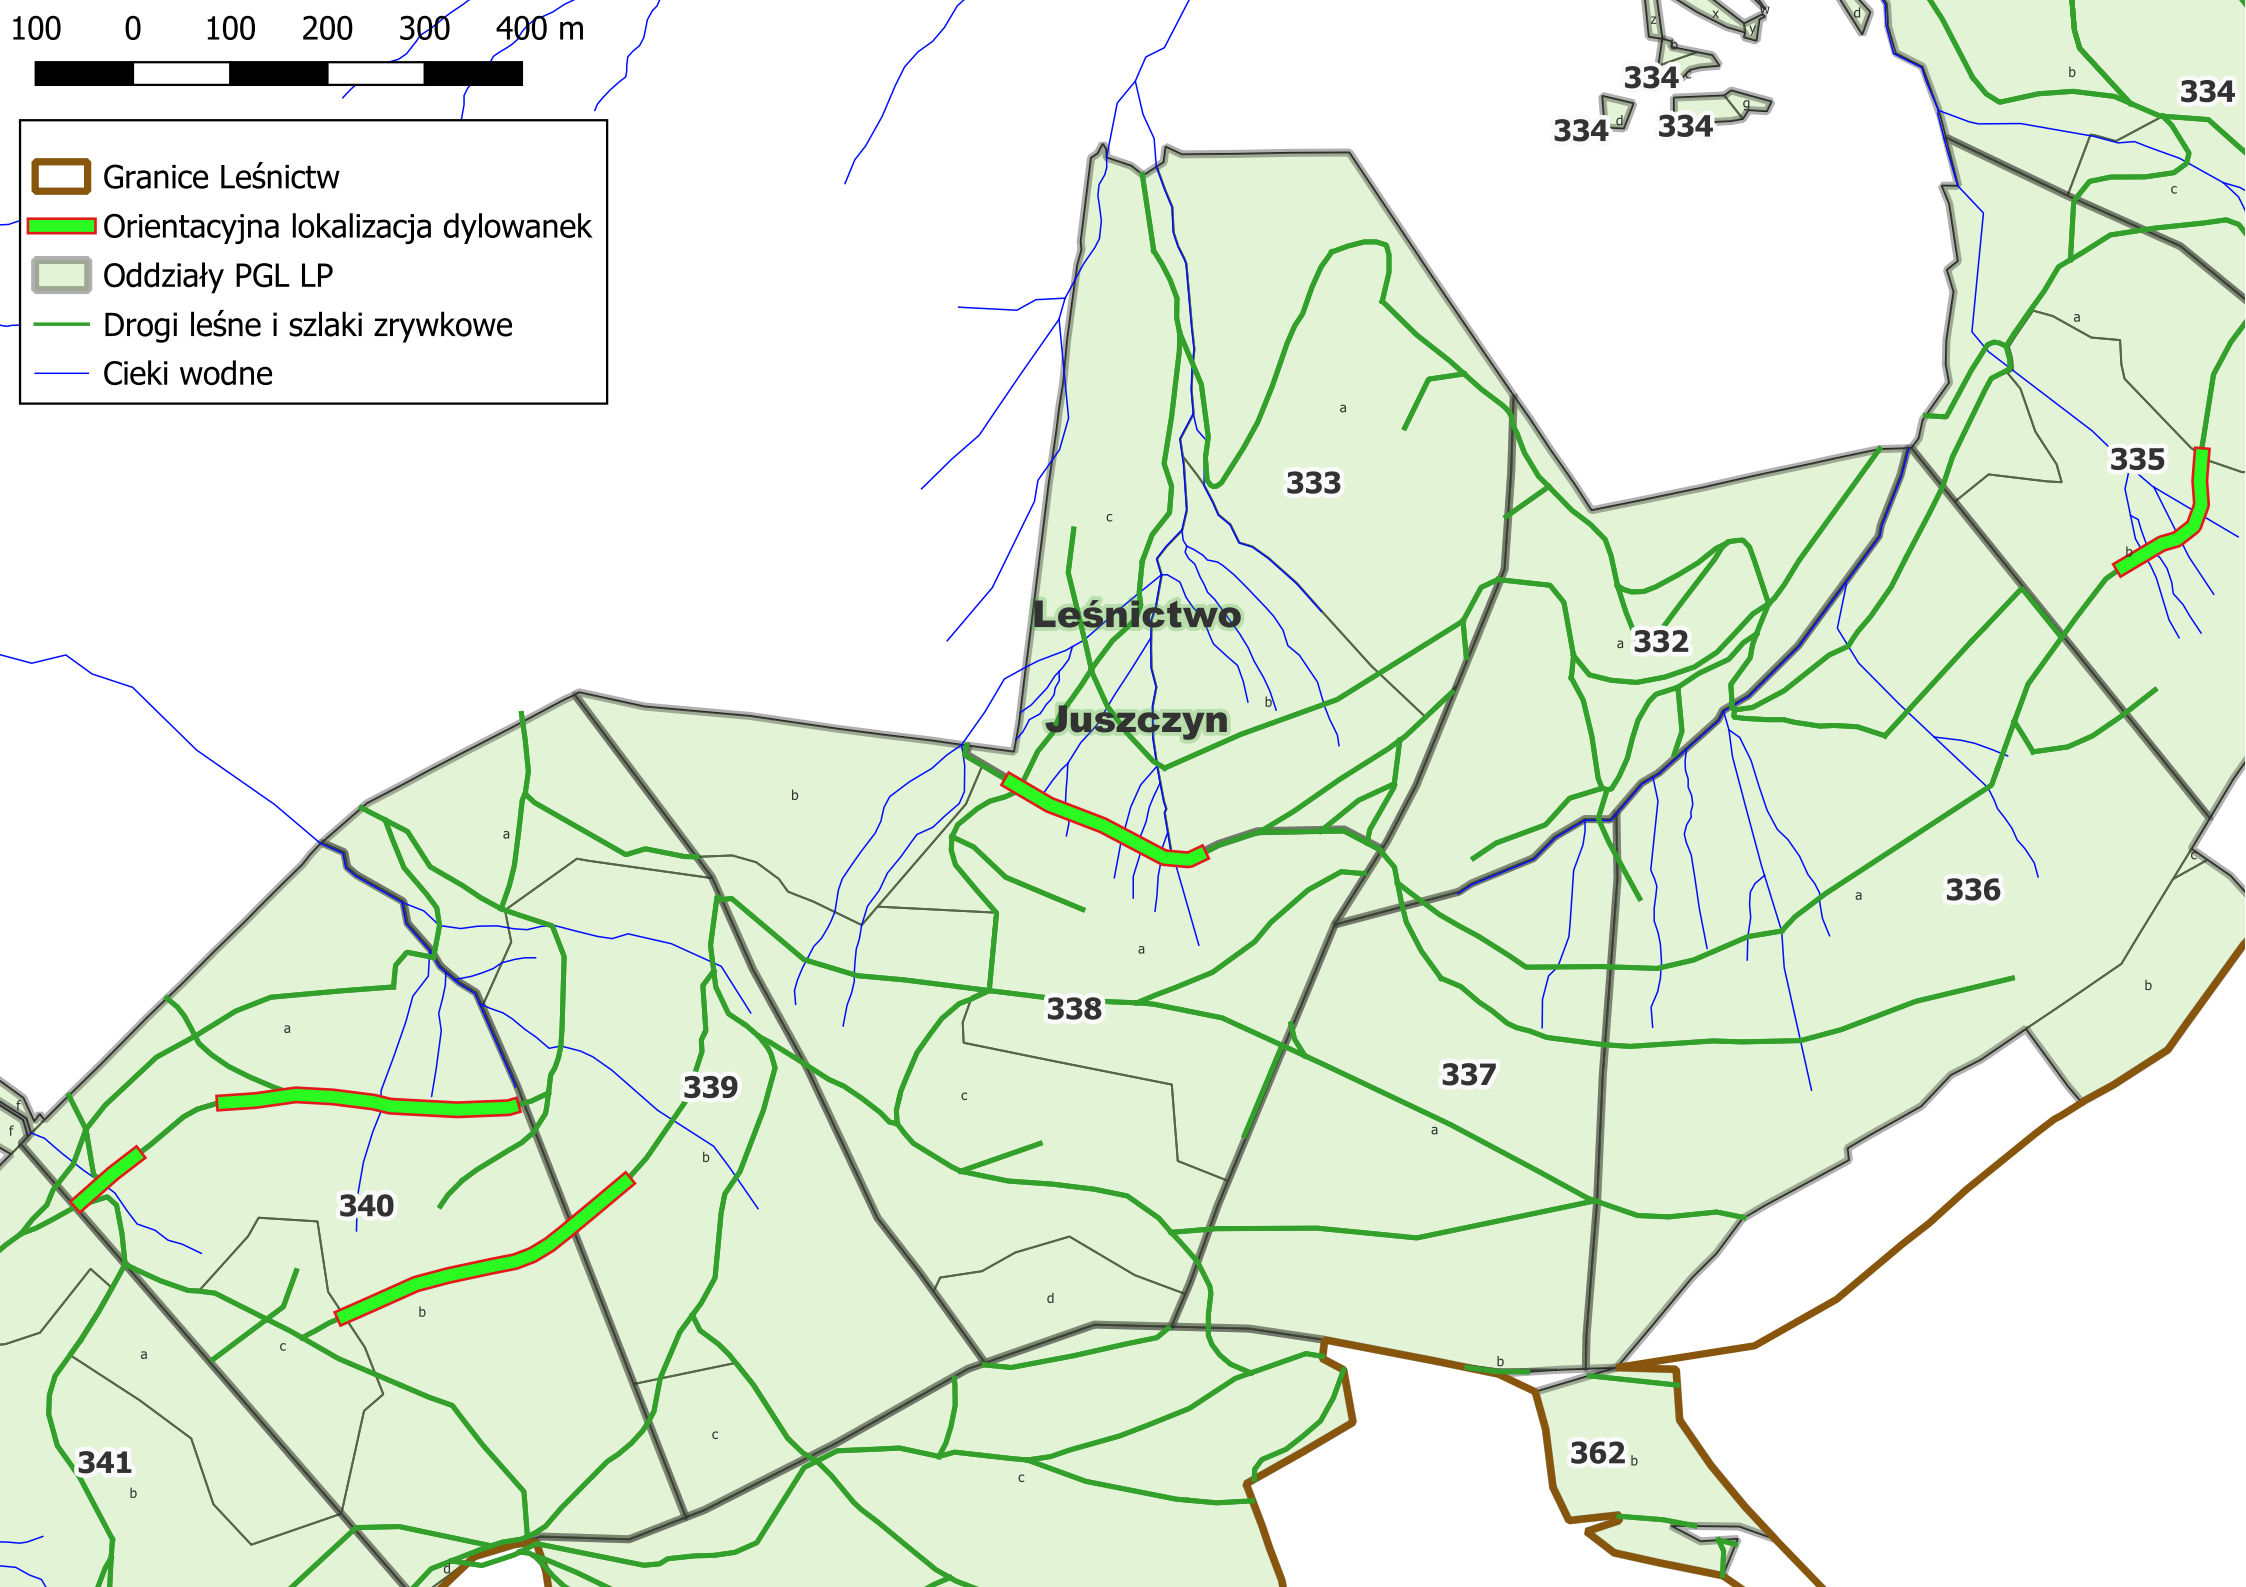 100 0 100 200 300 400 m
Granice Leśnictw
Orientacyjna lokalizacja dylowanek
Oddziały PGL LP
Drogi leśne i szlaki zrywkowe
Cieki wodne
z x w y d
b
334 c
b 334
334 d 334 g
c
a
a
333
335
c
b
Leśnictwo
a 332
b
Juszczyn
b
a
c
a 336
a
338
b
a
339
337
c
f
f
a
b
340
d
b
c
a
b
c
362 b
341
c
b
d